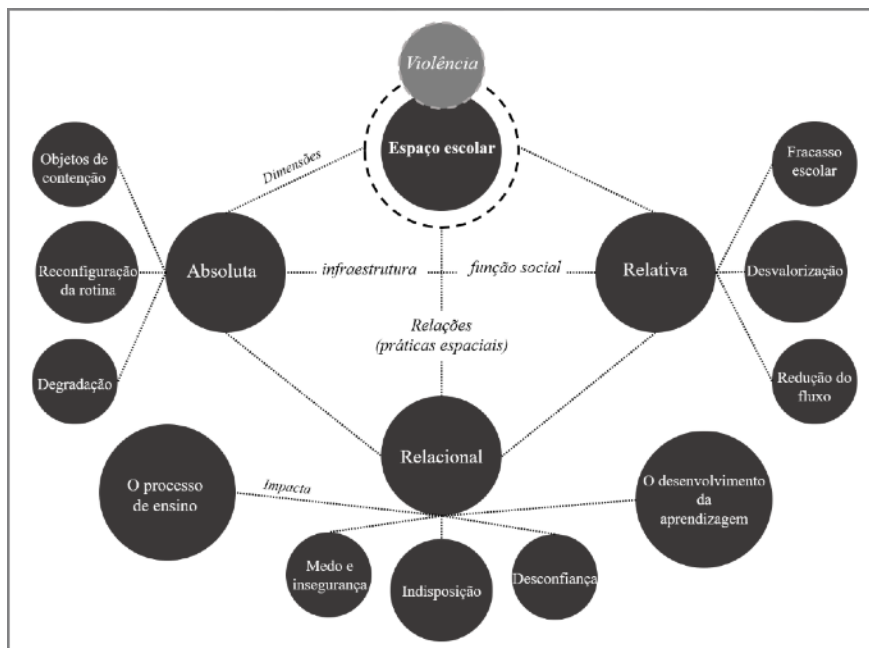 Violência
Espaço escolar
Dimensões
Objetos de
contenção
Fracasso
escolar
Absoluta
infraestrutura
função social
Relativa
Reconfiguração
da rotina
Desvalorização
Relações
(práticas espaciais)
Degradação
Redução do
fluxo
Relacional
O processo
de ensino
Impacta
O desenvolvimento
da
aprendizagem
Medo e
insegurança
Indisposição
Desconfiança